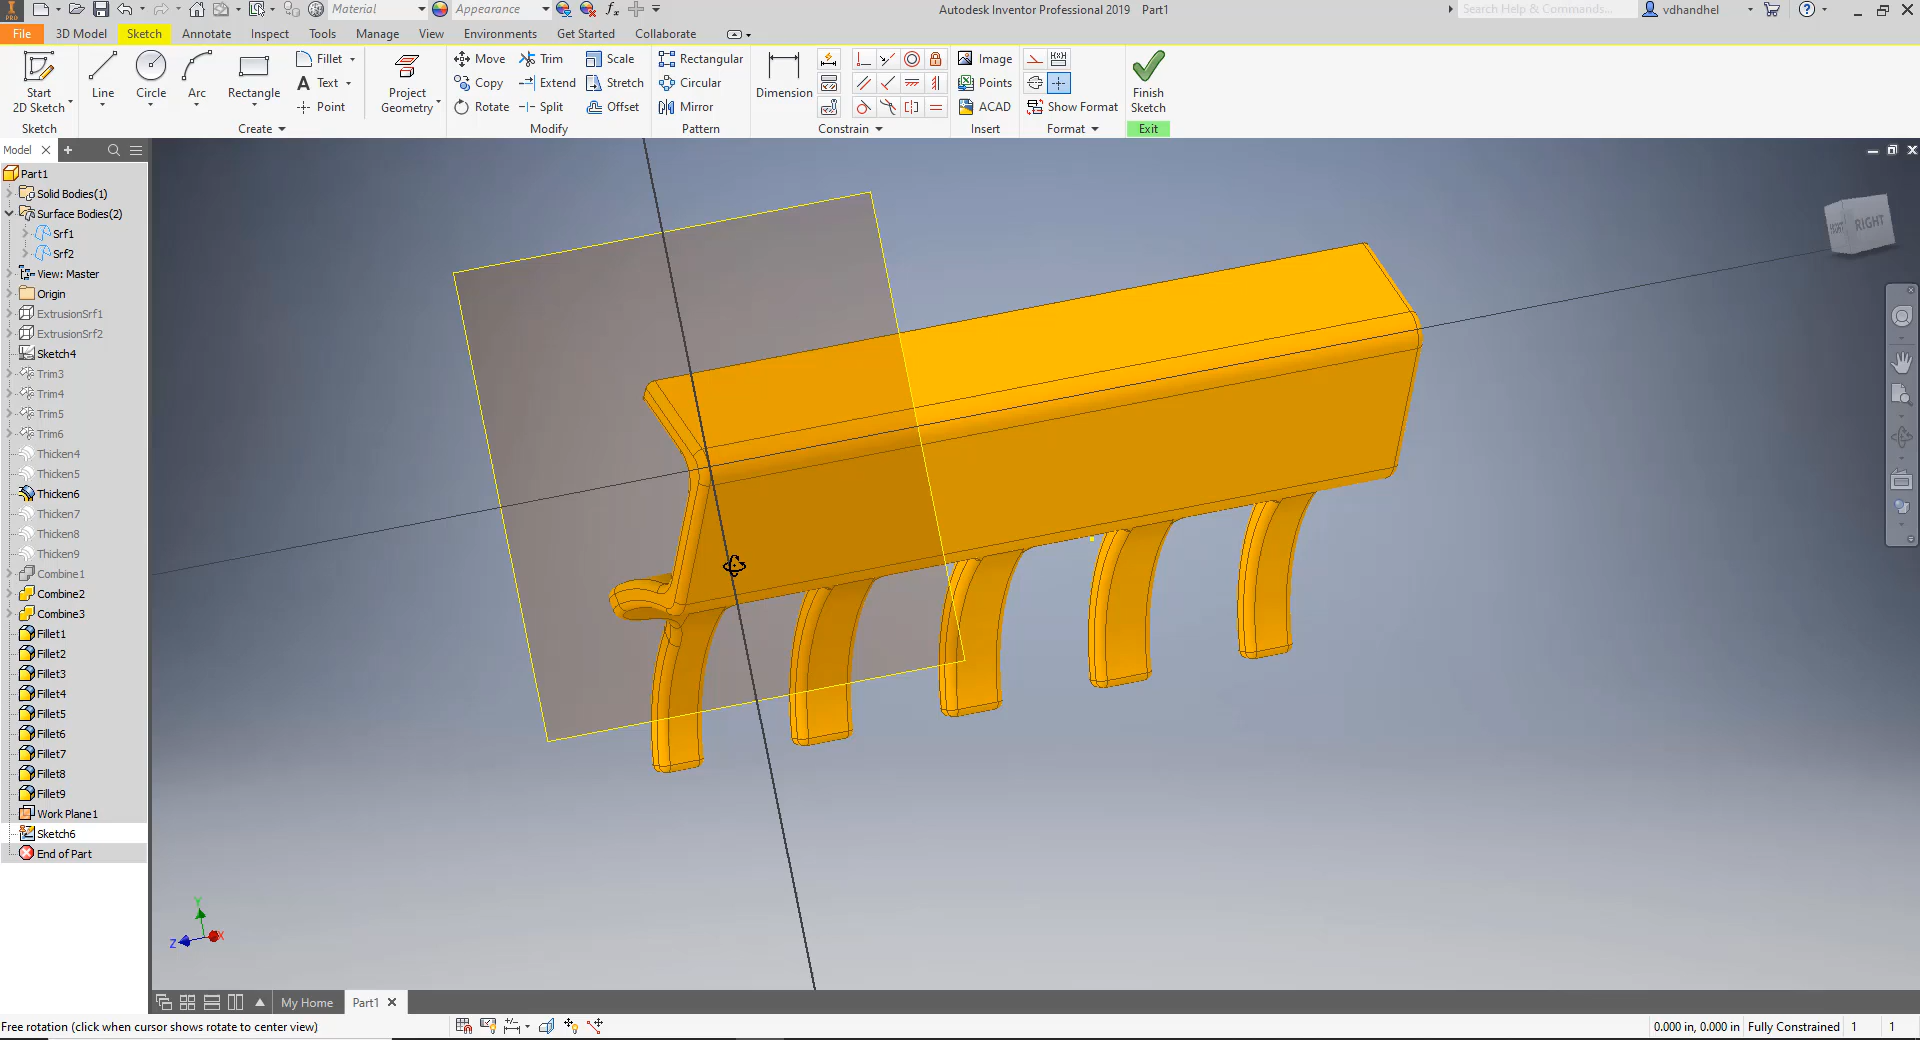 Material
Appearance
Autodesk Inventor Professional 2019 Part1
Search Help & Commands...
vdhandhel
File 3D Model Sketch Annotate Inspect Tools Manage View Environments Get Started Collaborate
Start
2D Sketch
Line
Circle
Arc
Rectangle
Fillet
Text
Point
Project
Geometry
Move
Copy
Rotate
Trim
Extend
Split
Scale
Stretch
Offset
Rectangular
Circular
Mirror
Dimension
Image
Points
ACAD
Show Format
Finish
Sketch
Sketch Create Modify Pattern Constrain Insert Format Exit
Model
Part1
Solid Bodies(1)
Surface Bodies(2)
Srf1
Srf2
View: Master
Origin
ExtrusionSrf1
ExtrusionSrf2
Sketch4
Trim3
Trim4
Trim5
Trim6
Thicken4
Thicken5
Thicken6
Thicken7
Thicken8
Thicken9
Combine1
Combine2
Combine3
Fillet1
Fillet2
Fillet3
Fillet4
Fillet5
Fillet6
Fillet7
Fillet8
Fillet9
Work Plane1
Sketch6
End of Part
RIGHT
Y
Z
X
My Home Part1
Free rotation (click when cursor shows rotate to center view)
0.000 in, 0.000 in Fully Constrained 1 1